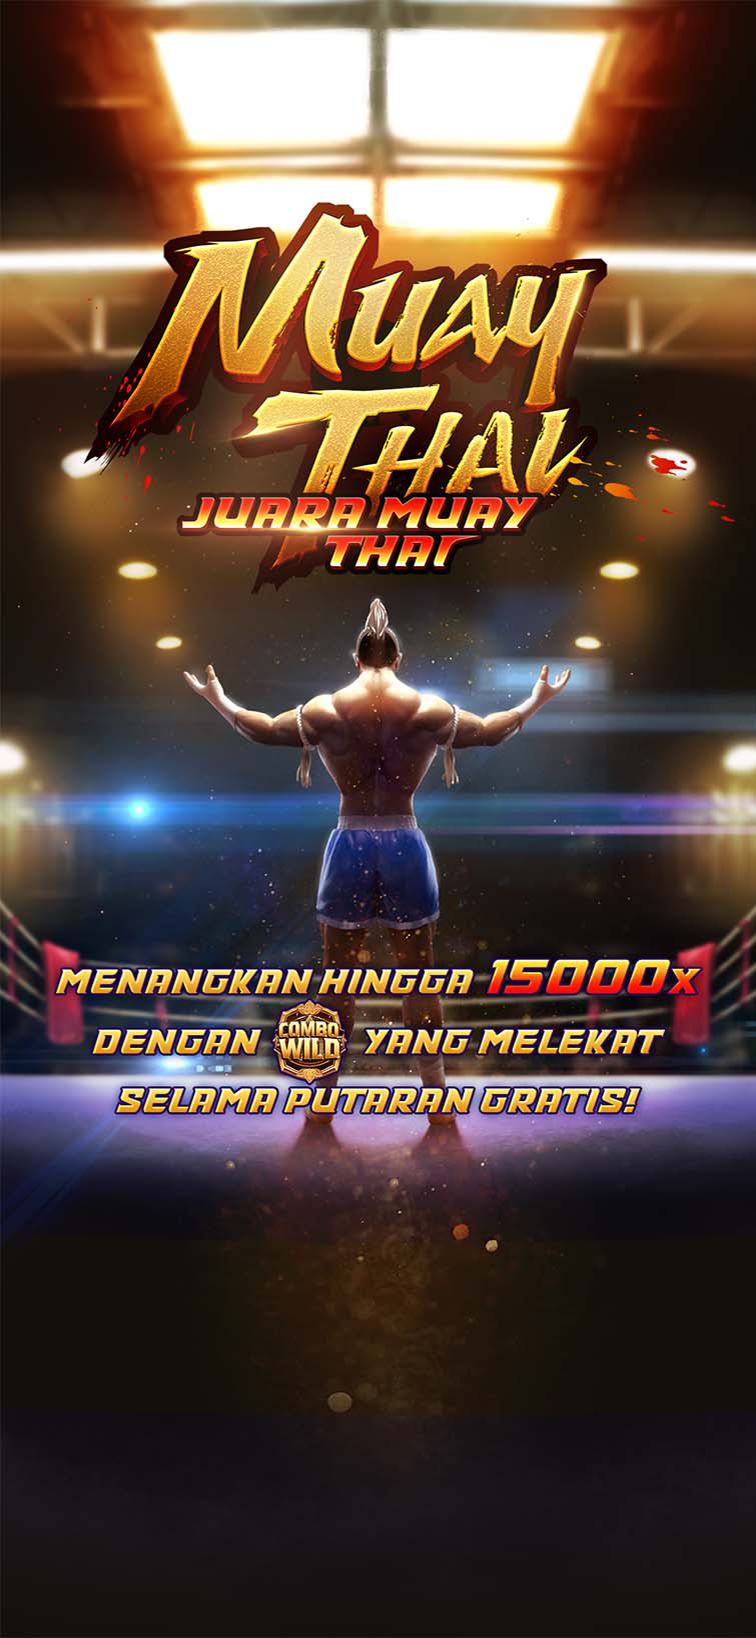 MUAY
THAI
JUARA MUAY
THAI
MENANGKAN HINGGA 15000X
DENGAN COMBO WILD YANG MELEKAT
SELAMA PUTARAN GRATIS!